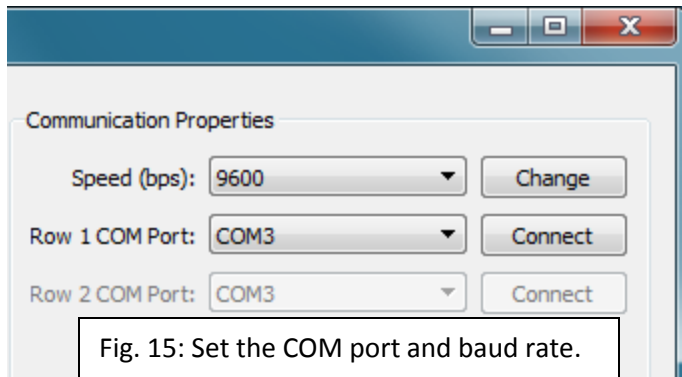 Communication Properties
Speed (bps): 9600 Change
Row 1 COM Port: COM3 Connect
Row 2 COM Port: COM3 Connect
Fig. 15: Set the COM port and baud rate.